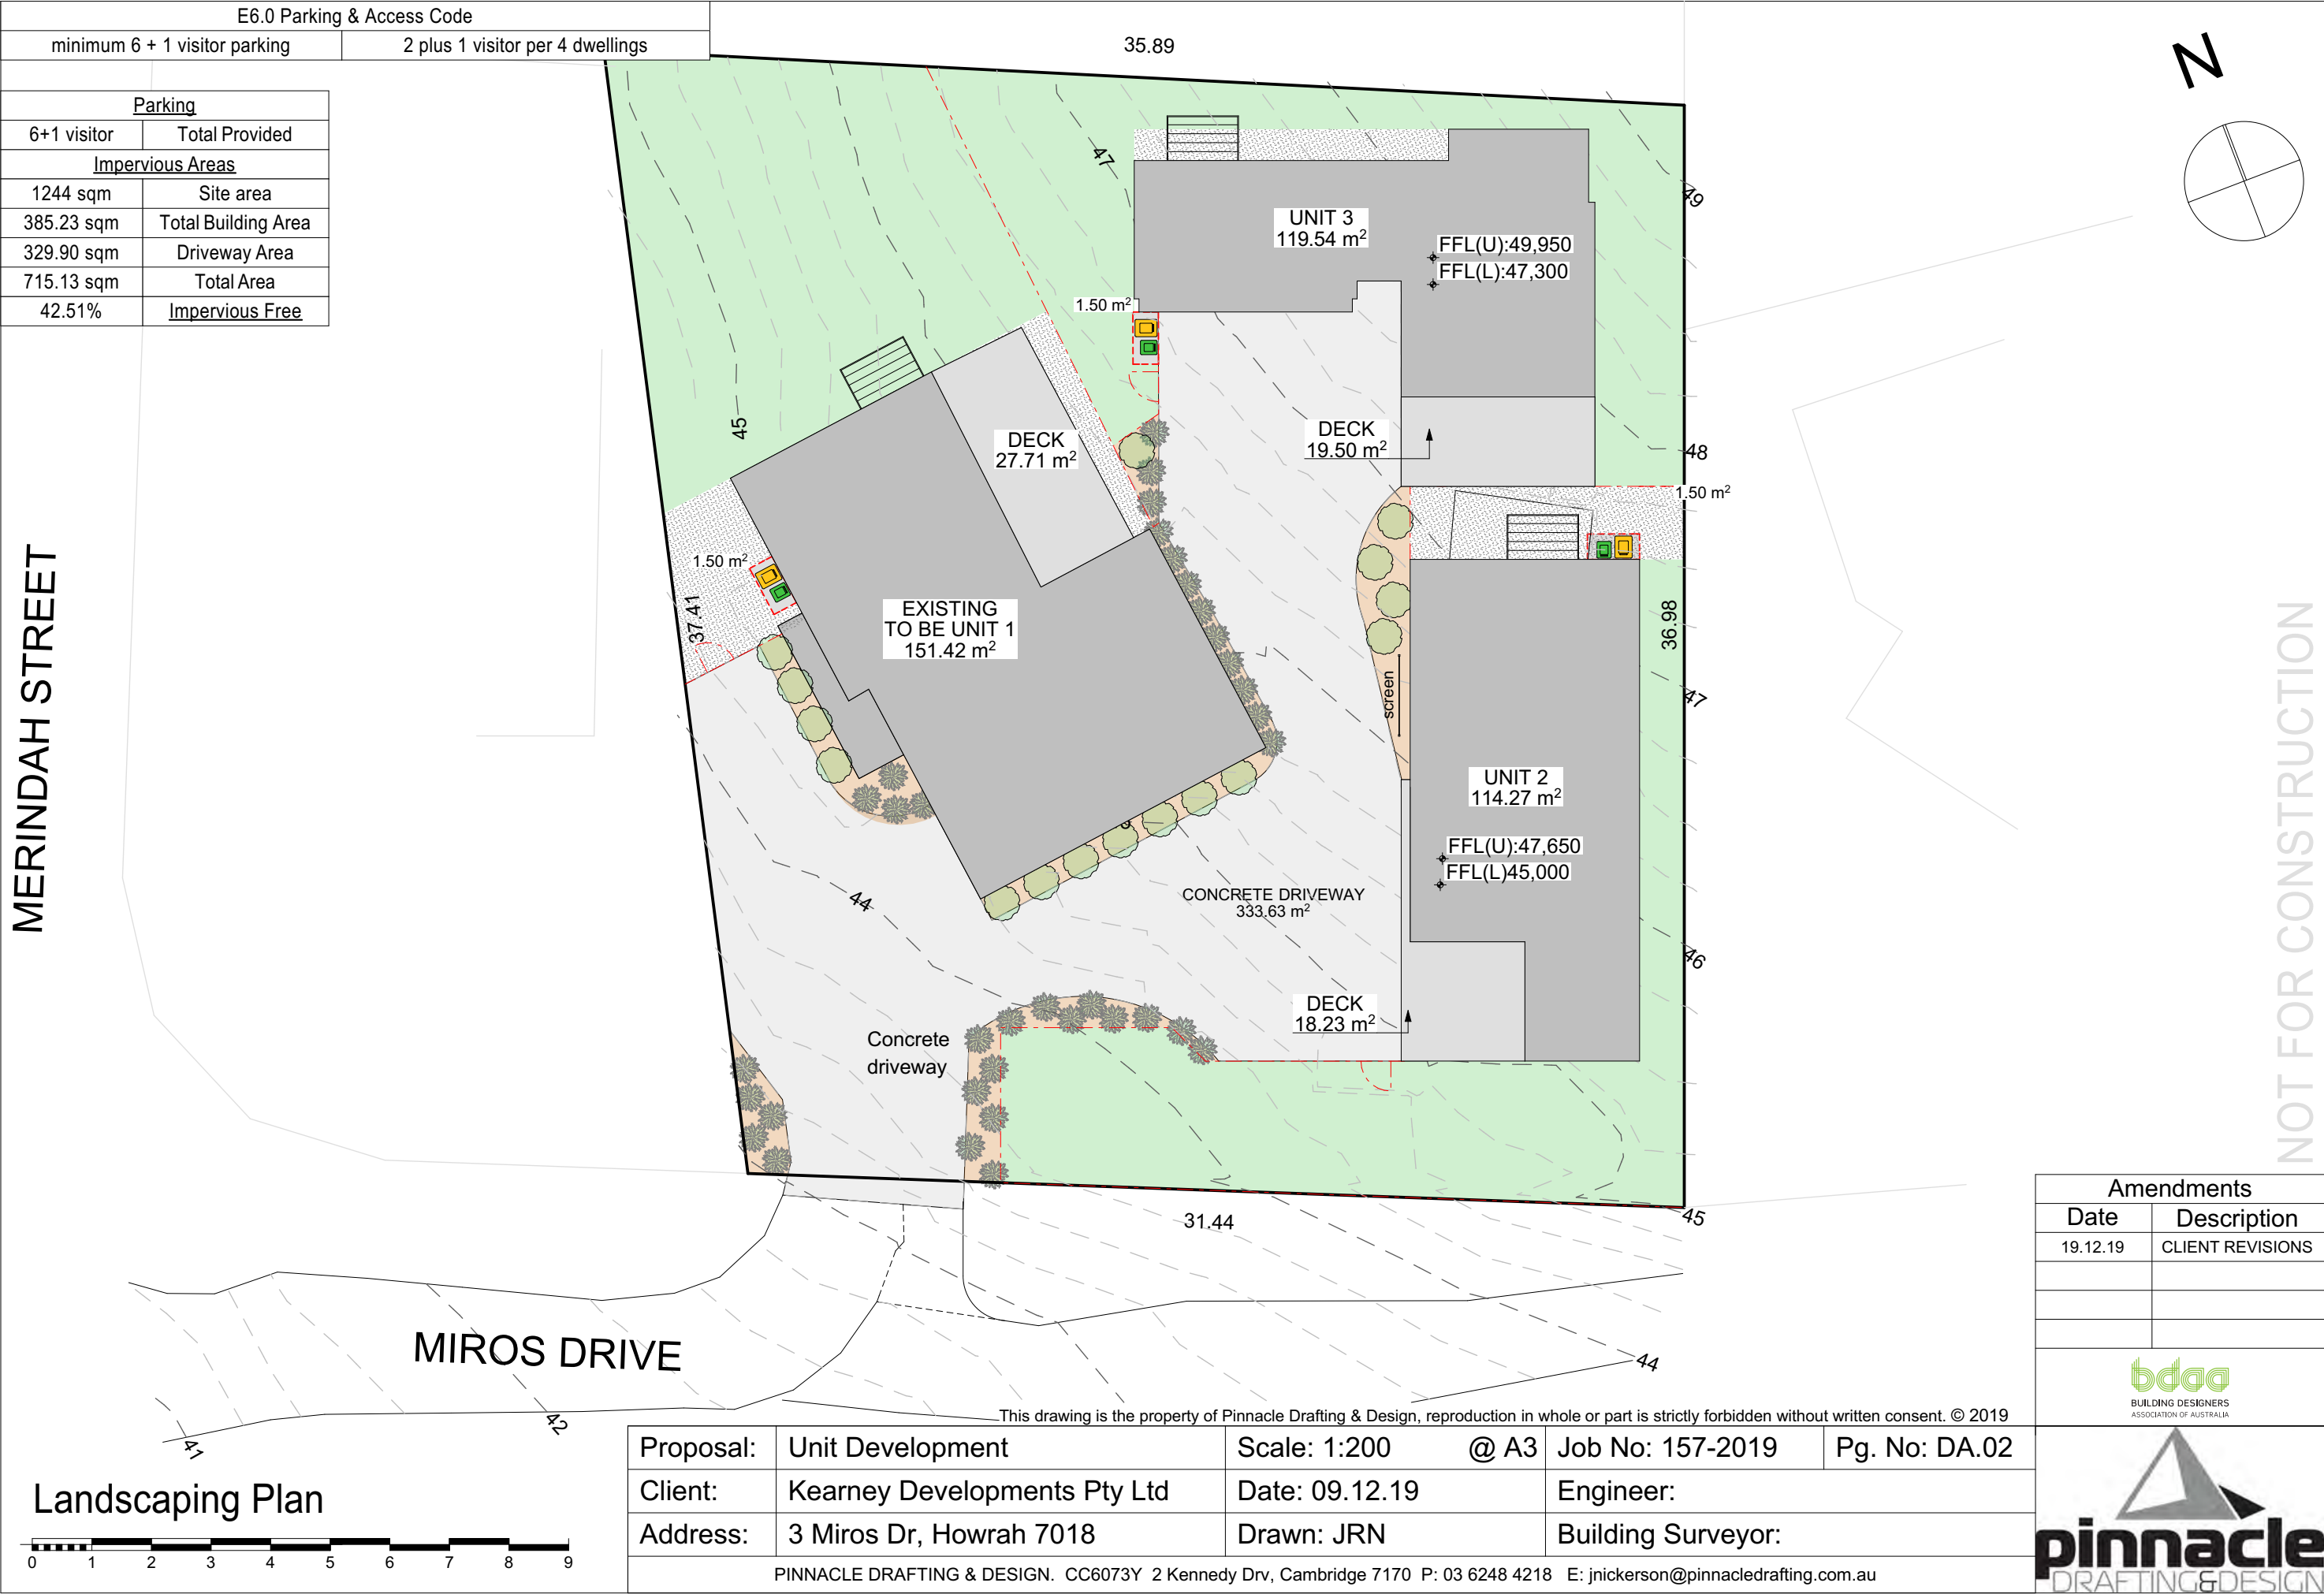 E6.0 Parking & Access Code
minimum 6 + 1 visitor parking 2 plus 1 visitor per 4 dwellings
Parking
6+1 visitor Total Provided
Impervious Areas
1244 sqm Site area
385.23 sqm Total Building Area
329.90 sqm Driveway Area
715.13 sqm Total Area
42.51% Impervious Free
35.89
N
47
49
UNIT 3
119.54 m²
FFL(U):49,950
FFL(L):47,300
1.50 m²
45
DECK
27.71 m²
DECK
19.50 m²
48
1.50 m²
1.50 m²
37.41
EXISTING
TO BE UNIT 1
151.42 m²
36.98
screen
47
MERINDAH STREET
UNIT 2
114.27 m²
FFL(U):47,650
FFL(L)45,000
44
CONCRETE DRIVEWAY
333.63 m²
46
DECK
18.23 m²
Concrete
driveway
NOT FOR CONSTRUCTION
31.44
45
MIROS DRIVE
44
42
41
Amendments
Date Description
19.12.19 CLIENT REVISIONS
bdaa
BUILDING DESIGNERS
ASSOCIATION OF AUSTRALIA
This drawing is the property of Pinnacle Drafting & Design, reproduction in whole or part is strictly forbidden without written consent. © 2019
Landscaping Plan
0 1 2 3 4 5 6 7 8 9
Proposal: Unit Development Scale: 1:200 @ A3 Job No: 157-2019 Pg. No: DA.02
Client: Kearney Developments Pty Ltd Date: 09.12.19 Engineer:
Address: 3 Miros Dr, Howrah 7018 Drawn: JRN Building Surveyor:
PINNACLE DRAFTING & DESIGN. CC6073Y 2 Kennedy Drv, Cambridge 7170 P: 03 6248 4218 E: jnickerson@pinnacledrafting.com.au
pinnacle
DRAFTING&DESIGN